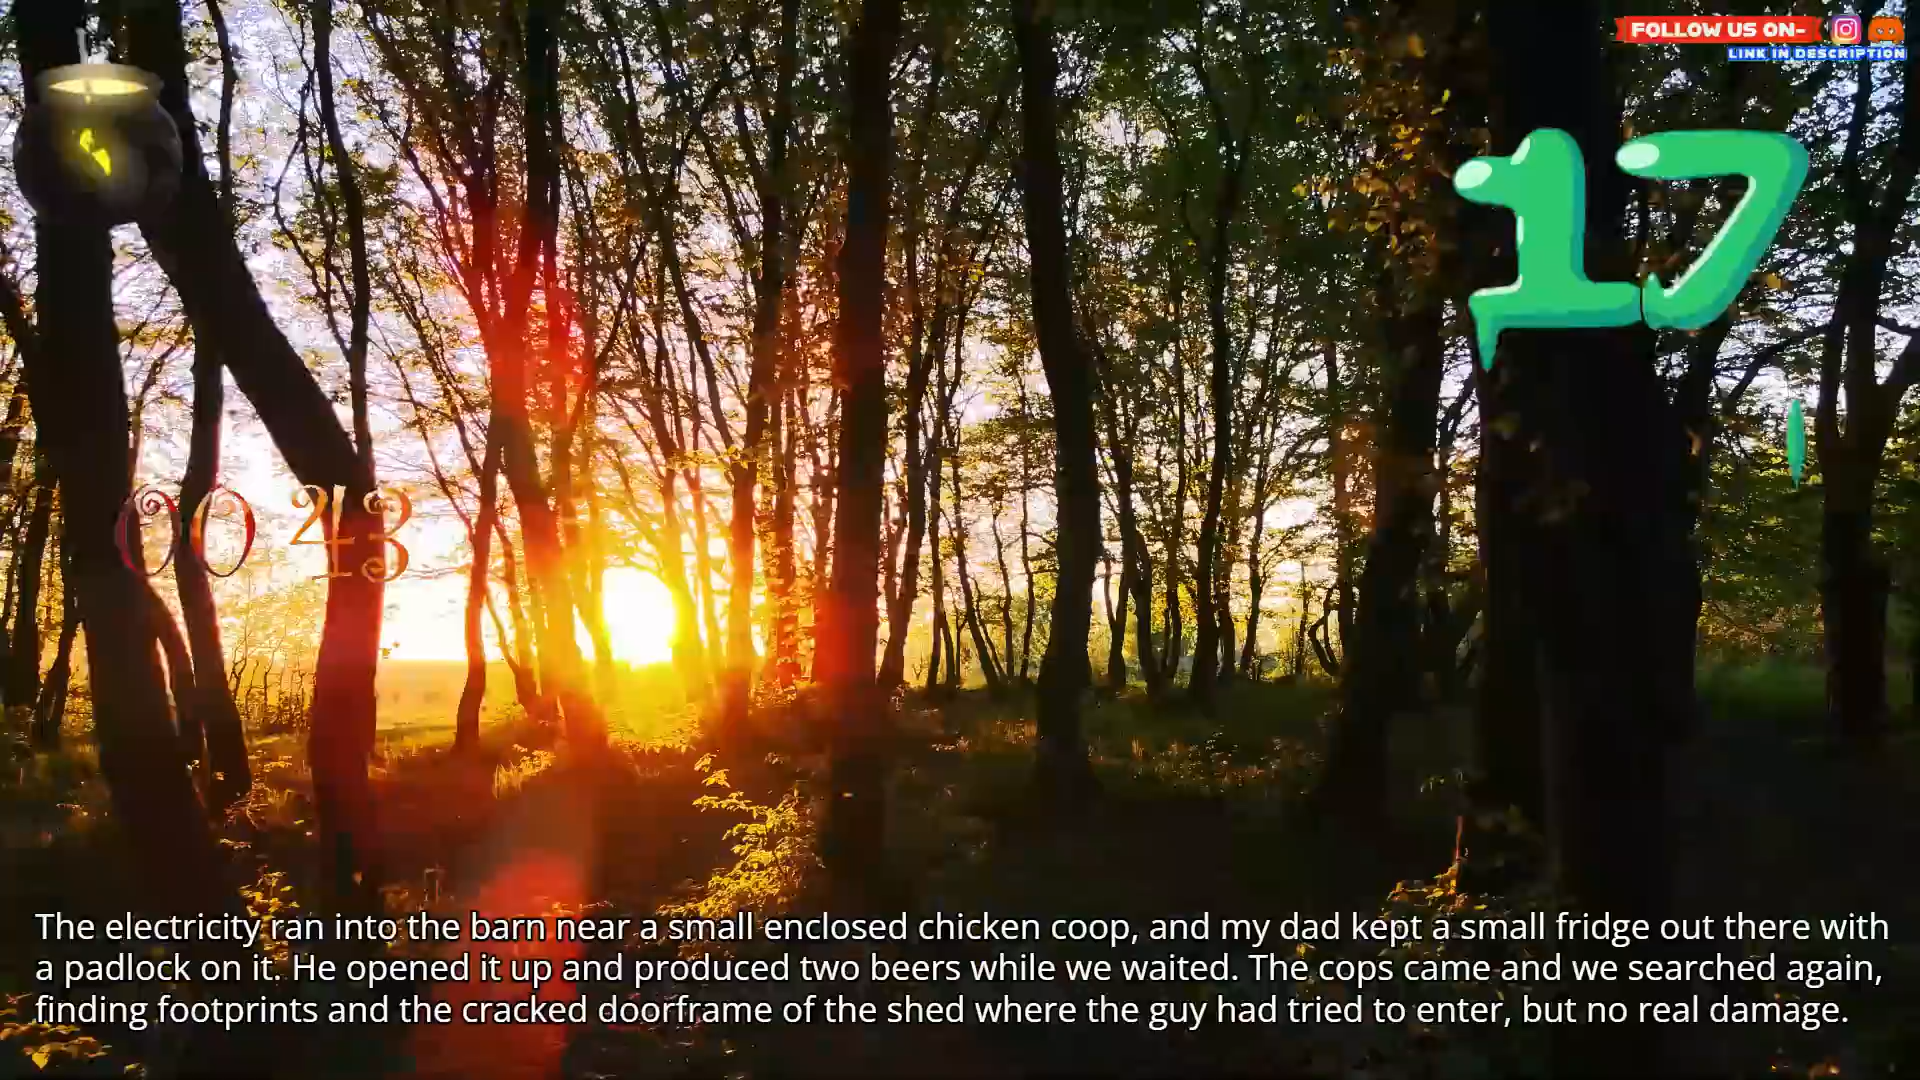 FOLLOW US ON-
LINK IN DESCRIPTION
17
00 43
The electricity ran into the barn near a small enclosed chicken coop, and my dad kept a small fridge out there with
a padlock on it. He opened it up and produced two beers while we waited. The cops came and we searched again,
finding footprints and the cracked doorframe of the shed where the guy had tried to enter, but no real damage.